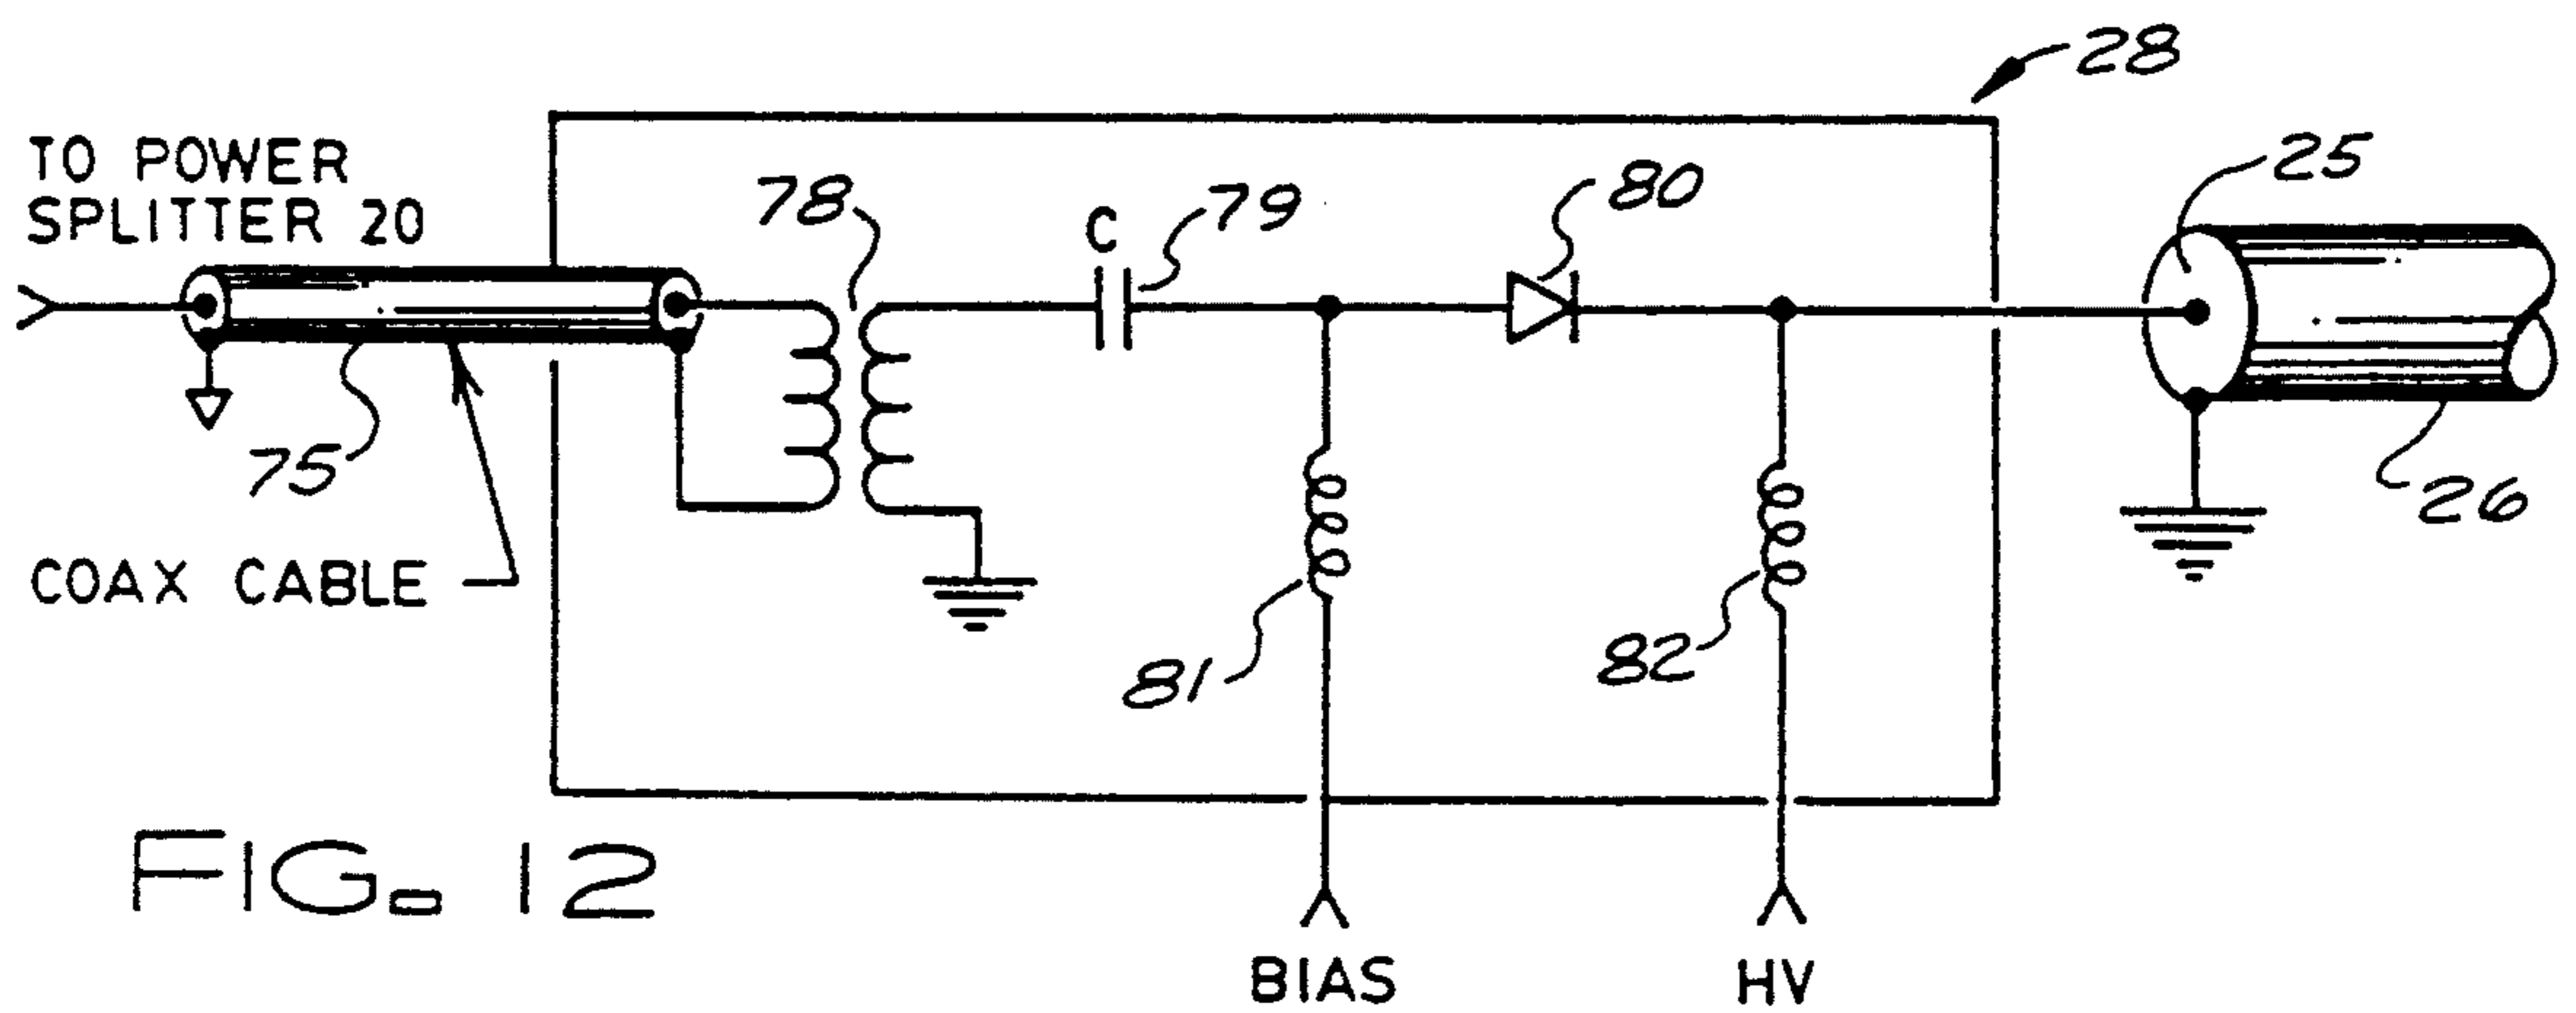 28
TO POWER
SPLITTER 20
25
78
C
79
80
75
26
COAX CABLE
81
82
FIG. 12
BIAS
HV